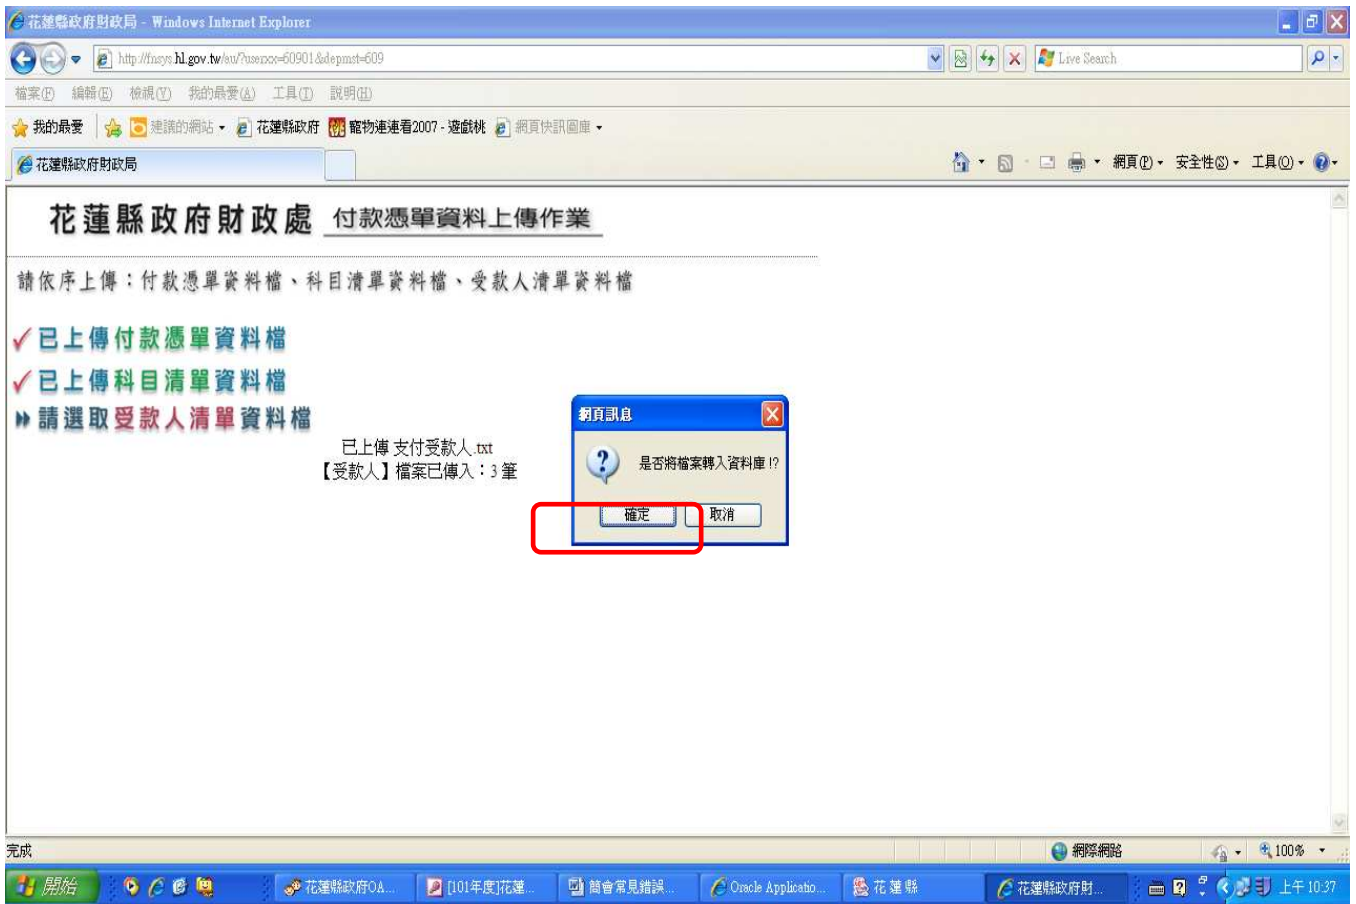 花蓮縣政府財政局 - Windows Internet Explorer
http://fnsys.hl.gov.tw/su/?usepxx=60901&depmst=609
Live Search
檔案(F) 編輯(E) 檢視(V) 我的最愛(A) 工具(T) 說明(H)
我的最愛 建議的網站 花蓮縣政府 寵物連連看2007 - 遊戲桃 網頁快訊圖庫
花蓮縣政府財政局
網頁(P) 安全性(S) 工具(O)
花蓮縣政府財政處 付款憑單資料上傳作業
請依序上傳：付款憑單資料檔、科目清單資料檔、受款人清單資料檔
已上傳付款憑單資料檔
已上傳科目清單資料檔
請選取受款人清單資料檔
已上傳 支付受款人.txt
【受款人】檔案已傳入：3 筆
網頁訊息
是否將檔案轉入資料庫!?
確定 取消
完成
網際網路
100%
開始
花蓮縣政府OA...
[101年度]花蓮...
簡會常見錯誤...
Oracle Applicatio...
花蓮縣
花蓮縣政府財...
上午 10:37